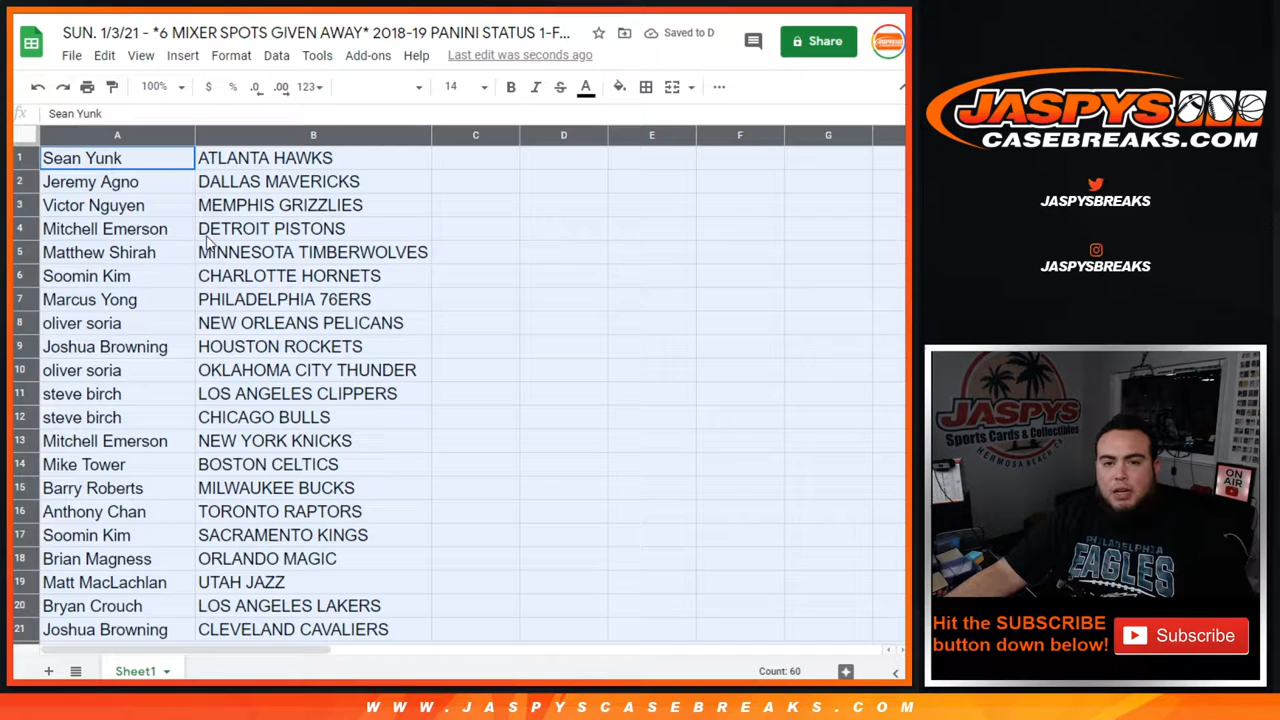 SUN. 1/3/21 - *6 MIXER SPOTS GIVEN AWAY* 2018-19 PANINI STATUS 1-F...
Saved to D
Share
File Edit View Insert Format Data Tools Add-ons Help Last edit was seconds ago
100% $ % .0 .00 123 14 B I S A
fx Sean Yunk
A B C D E F G
1 Sean Yunk ATLANTA HAWKS
2 Jeremy Agno DALLAS MAVERICKS
3 Victor Nguyen MEMPHIS GRIZZLIES
4 Mitchell Emerson DETROIT PISTONS
5 Matthew Shirah MINNESOTA TIMBERWOLVES
6 Soomin Kim CHARLOTTE HORNETS
7 Marcus Yong PHILADELPHIA 76ERS
8 oliver soria NEW ORLEANS PELICANS
9 Joshua Browning HOUSTON ROCKETS
10 oliver soria OKLAHOMA CITY THUNDER
11 steve birch LOS ANGELES CLIPPERS
12 steve birch CHICAGO BULLS
13 Mitchell Emerson NEW YORK KNICKS
14 Mike Tower BOSTON CELTICS
15 Barry Roberts MILWAUKEE BUCKS
16 Anthony Chan TORONTO RAPTORS
17 Soomin Kim SACRAMENTO KINGS
18 Brian Magness ORLANDO MAGIC
19 Matt MacLachlan UTAH JAZZ
20 Bryan Crouch LOS ANGELES LAKERS
21 Joshua Browning CLEVELAND CAVALIERS
Sheet1
Count: 60
JASPYS
CASEBREAKS.COM
JASPYSBREAKS
JASPYSBREAKS
JASPYS
Sports Cards & Collectibles
HERMOSA BEACH CA
ON
AIR
PHILADELPHIA
EAGLES
Hit the SUBSCRIBE
button down below!
Subscribe
WWW.JASPYSCASEBREAKS.COM